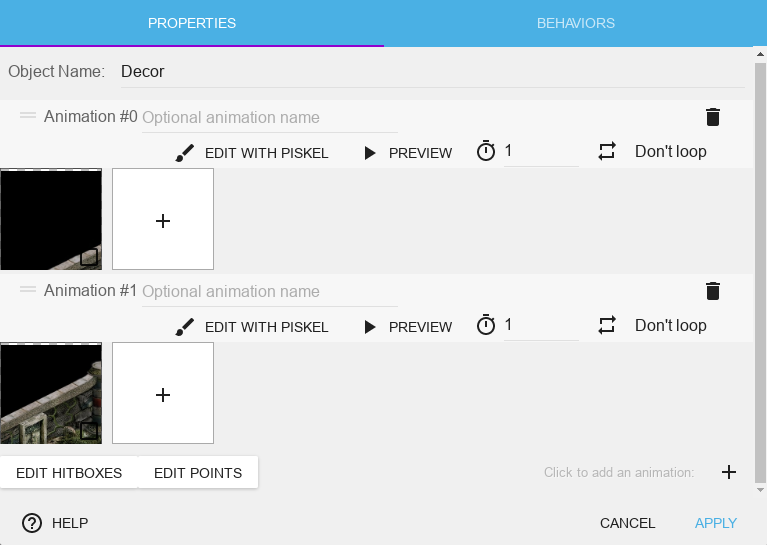 PROPERTIES BEHAVIORS
Object Name: Decor
Animation #0 Optional animation name
EDIT WITH PISKEL PREVIEW 1 Don't loop
Animation #1 Optional animation name
EDIT WITH PISKEL PREVIEW 1 Don't loop
EDIT HITBOXES EDIT POINTS Click to add an animation:
HELP CANCEL APPLY